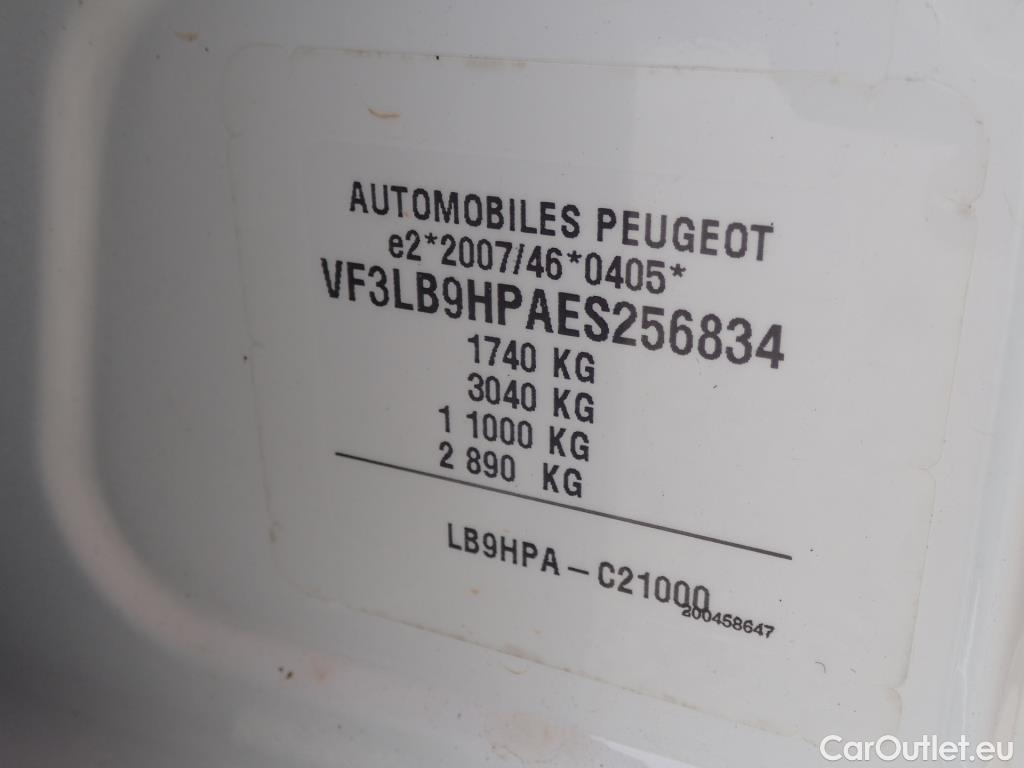 AUTOMOBILES PEUGEOT
e2*2007/46*0405*
VF3LB9HPAES256834
1740 KG
3040 KG
1 1000 KG
2 890 KG
LB9HPA - C21000
200458647
CarOutlet.eu